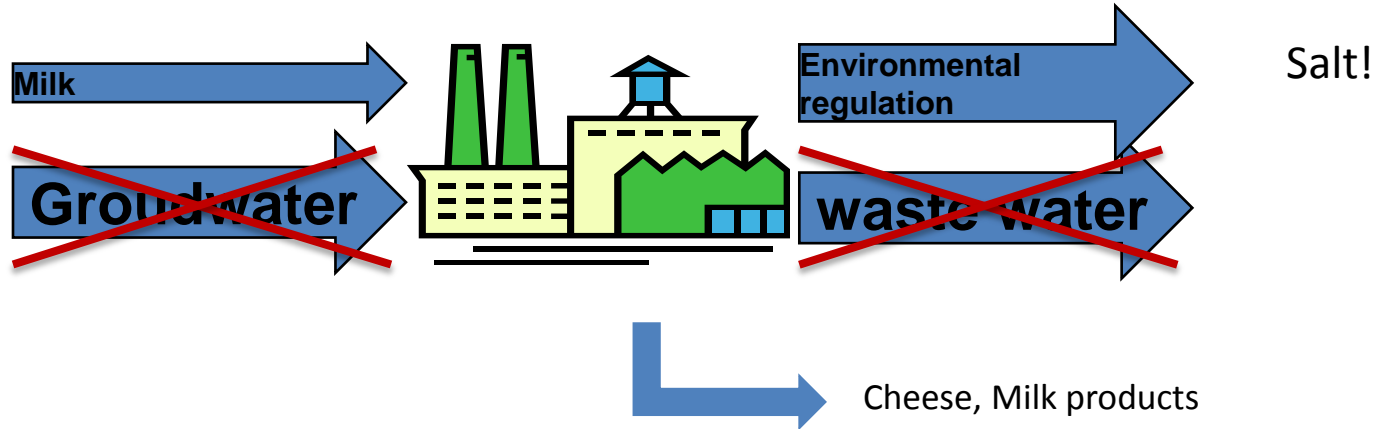 Milk
Groudwater
Environmental
regulation
waste water
Salt!
Cheese, Milk products